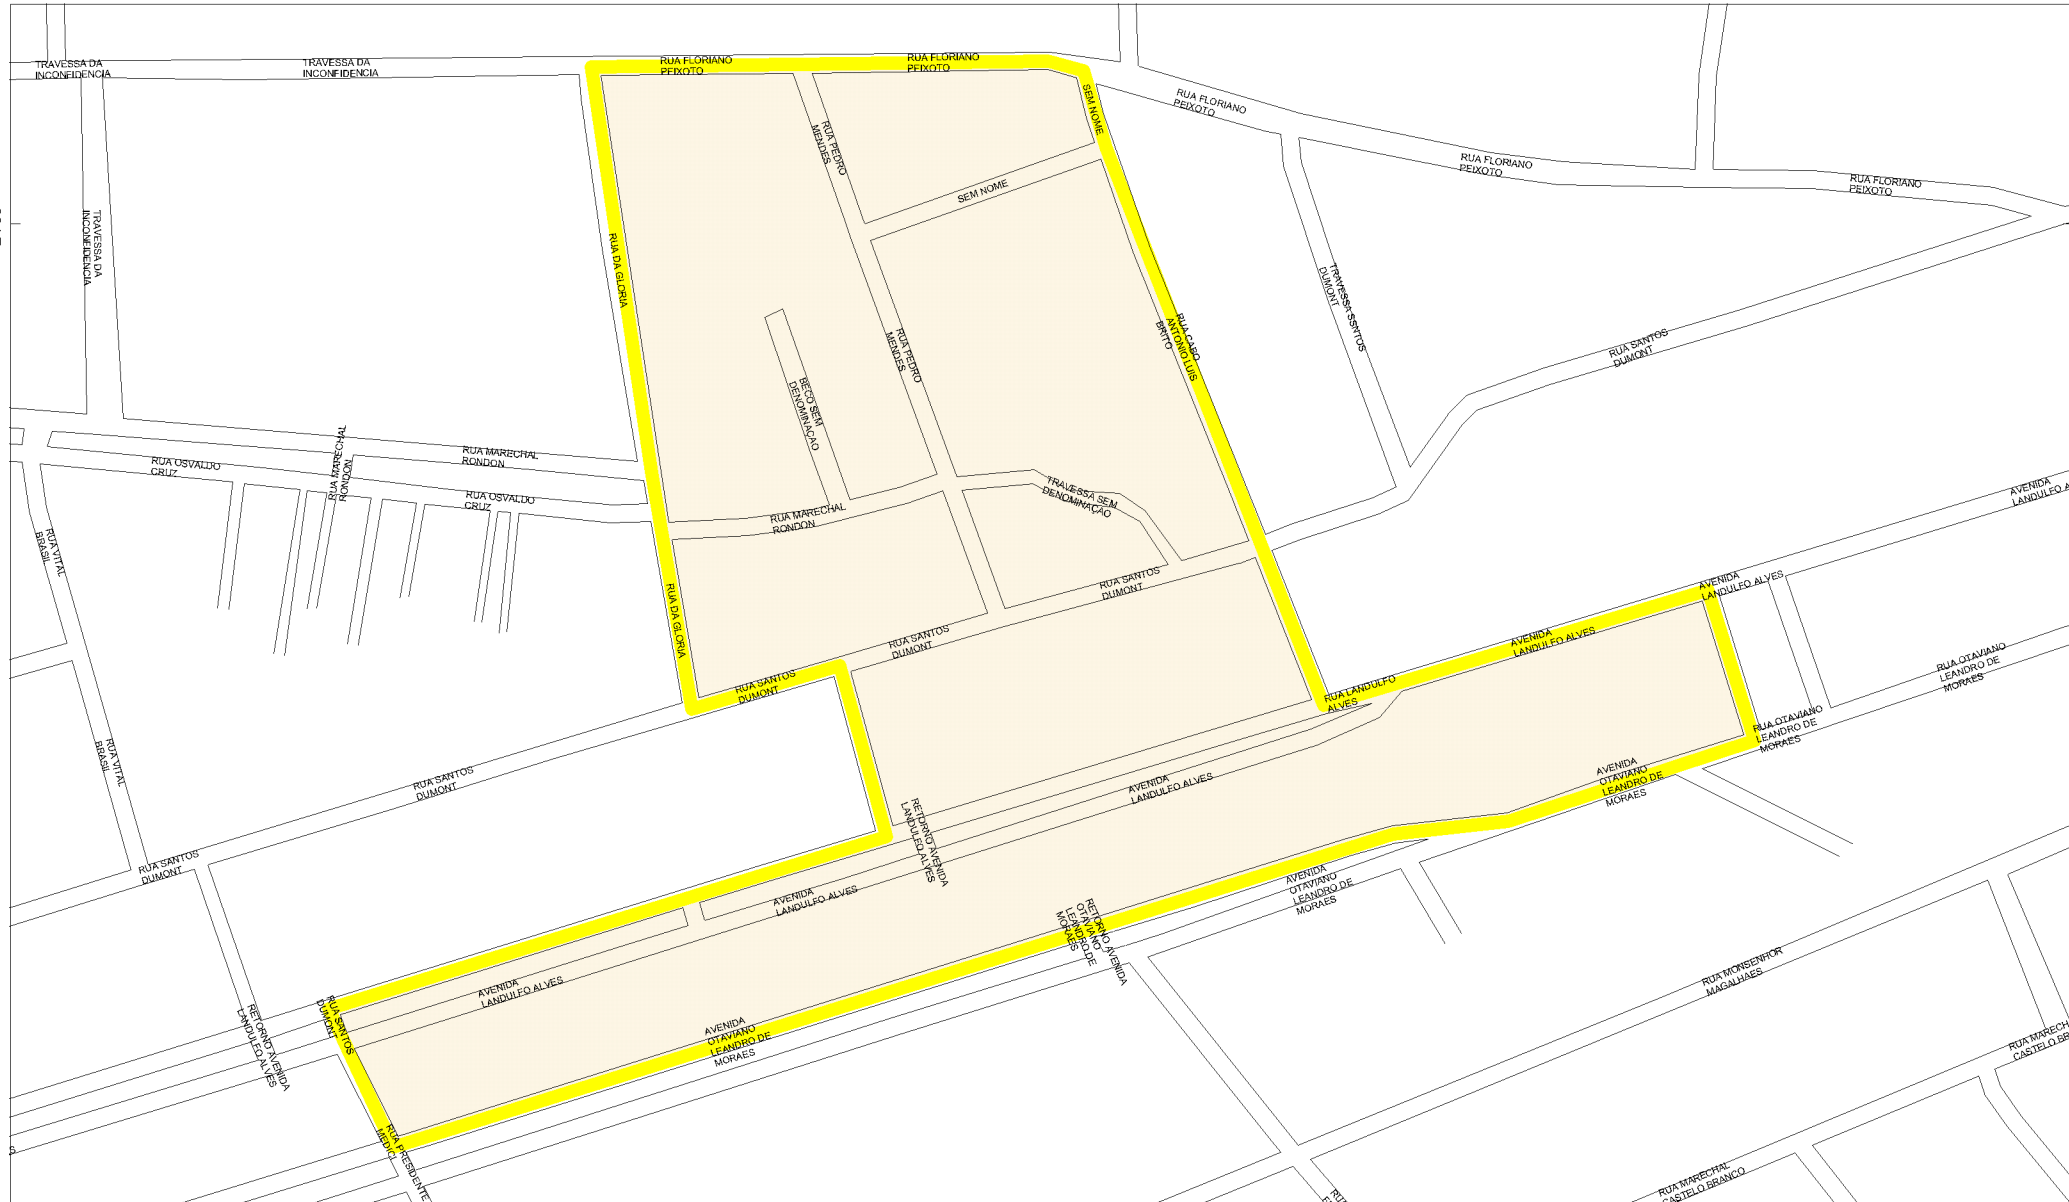 TRAVESSA DA
INCONFIDENCIA
TRAVESSA DA
INCONFIDENCIA
RUA FLORIANO
PEIXOTO
RUA FLORIANO
PEIXOTO
SEM NOME
RUA FLORIANO
PEIXOTO
RUA FLORIANO
PEIXOTO
RUA FLORIANO
PEIXOTO
RUA PEDRO
MENDES
SEM NOME
TRAVESSA DA
INCONFIDENCIA
RUA DA GLORIA
TRAVESSA SSNTOS
DUMONT
RUA CABO
ANTONIO LUIS
BRITO
RUA PEDRO
MENDES
RUA SANTOS
DUMONT
BECO SEM
DENOMINAÇAO
RUA MARECHAL
RONDON
RUA MARECHAL
RONDON
RUA OSVALDO
CRUZ
RUA OSVALDO
CRUZ
TRAVESSA SEM
DENOMINAÇAO
RUA MARECHAL
RONDON
AVENIDA
LANDULFO A
RUA VITAL
BRASIL
RUA SANTOS
DUMONT
AVENIDA
LANDULFO ALVES
RUA DA GLORIA
RUA SANTOS
DUMONT
AVENIDA
LANDULFO ALVES
RUA OTAVIANO
LEANDRO DE
MORAES
RUA SANTOS
DUMONT
RUA LANDULFO
ALVES
RUA OTAVIANO
LEANDRO DE
MORAES
RUA VITAL
BRASIL
RUA SANTOS
DUMONT
AVENIDA
LANDULFO ALVES
AVENIDA
OTAVIANO
LEANDRO DE
MORAES
RETORNO AVENIDA
LANDULFO ALVES
RUA SANTOS
DUMONT
AVENIDA
LANDULFO ALVES
AVENIDA
OTAVIANO
LEANDRO DE
MORAES
RETORNO AVENIDA
OTAVIANO
LEANDRO DE
MORAES
RUA MONSENHOR
MAGALHAES
AVENIDA
LANDULFO ALVES
RUA SANTOS
DUMONT
RETORNO AVENIDA
LANDULFO ALVES
AVENIDA
OTAVIANO
LEANDRO DE
MORAES
RUA MARECH
CASTELO BR
RUA PRESIDENTE
MEDICI
RUA MARECHAL
CASTELO BRANCO